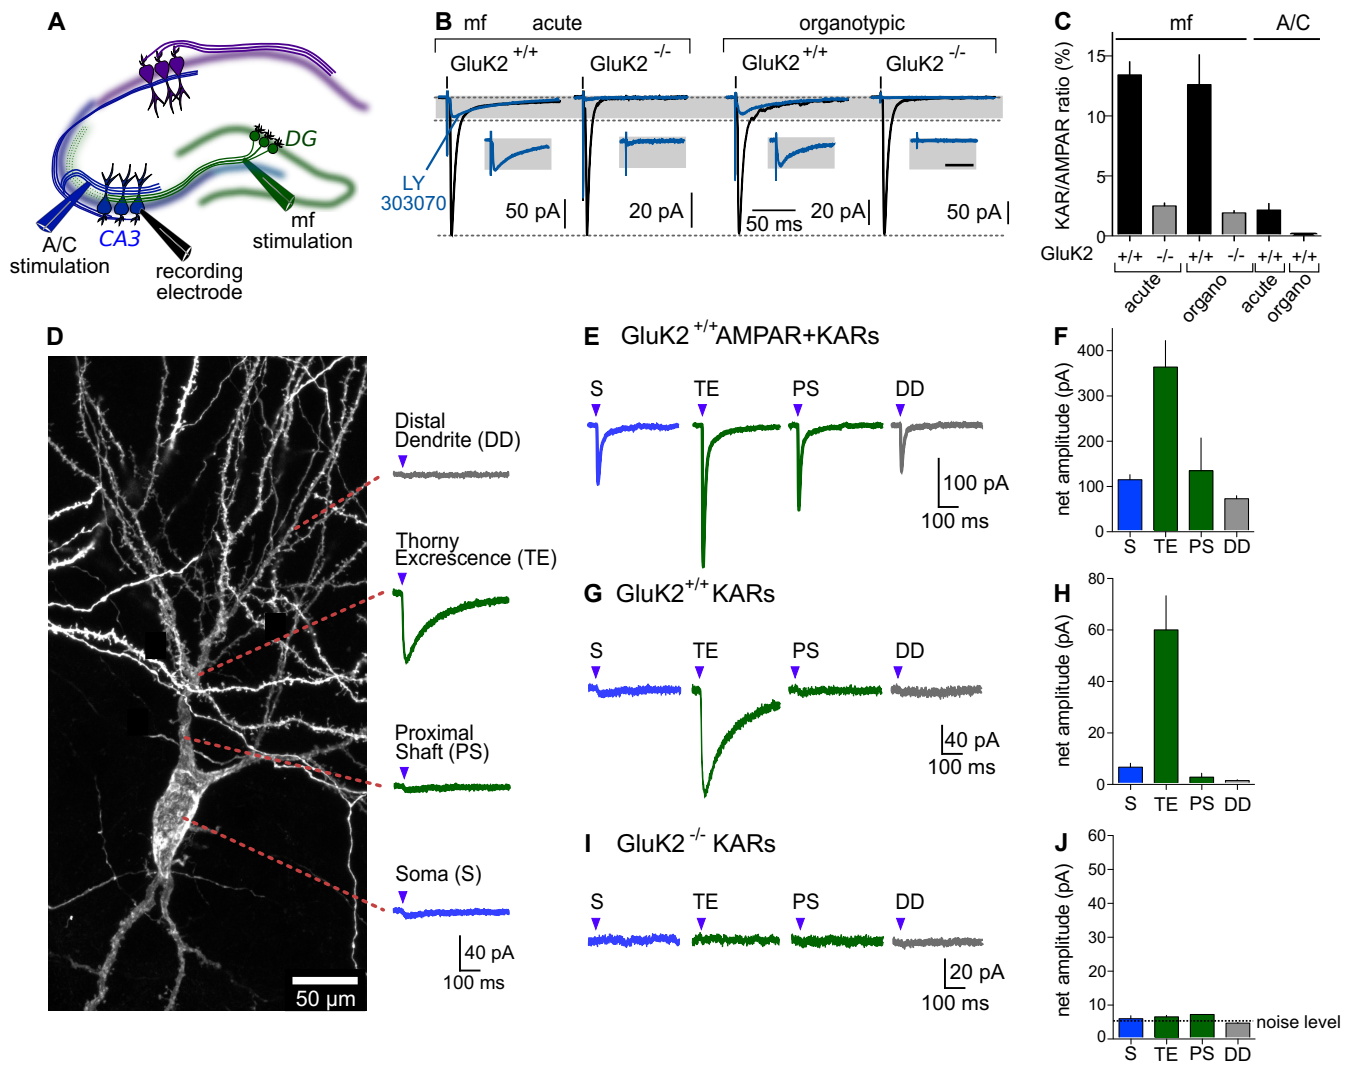 A
DG
mf
stimulation
A/C
stimulation
CA3
recording
electrode
B mf acute organotypic
GluK2 +/+ GluK2 -/- GluK2 +/+ GluK2 -/-
LY
303070
50 pA 20 pA 50 ms 20 pA 50 pA
C mf A/C
KAR/AMPAR ratio (%)
15
10
5
0
GluK2 +/+ -/- +/+ -/- +/+ +/+
acute organo acute organo
D
Distal
Dendrite (DD)
Thorny
Excrescence (TE)
Proximal
Shaft (PS)
Soma (S)
40 pA
100 ms
50 µm
E GluK2 +/+ AMPAR+KARs
S TE PS DD
100 pA
100 ms
F
net amplitude (pA)
400
300
200
100
0
S TE PS DD
G GluK2 +/+ KARs
S TE PS DD
40 pA
100 ms
H
net amplitude (pA)
80
60
40
20
0
S TE PS DD
I GluK2 -/- KARs
S TE PS DD
20 pA
100 ms
J
net amplitude (pA)
60
50
40
30
20
10
0
noise level
S TE PS DD